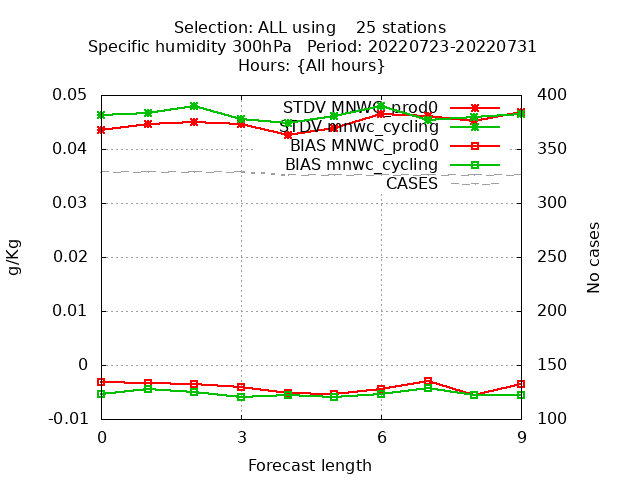 Selection: ALL using    25 stations
Specific humidity 300hPa   Period: 20220723-20220731
Hours: {All hours}
0.05
0.04
0.03
0.02
0.01
0
-0.01
g/Kg
400
350
300
250
200
150
100
No cases
STDV MNWC_prod0
STDV mnwc_cycling
BIAS MNWC_prod0
BIAS mnwc_cycling
CASES
0 3 6 9
Forecast length